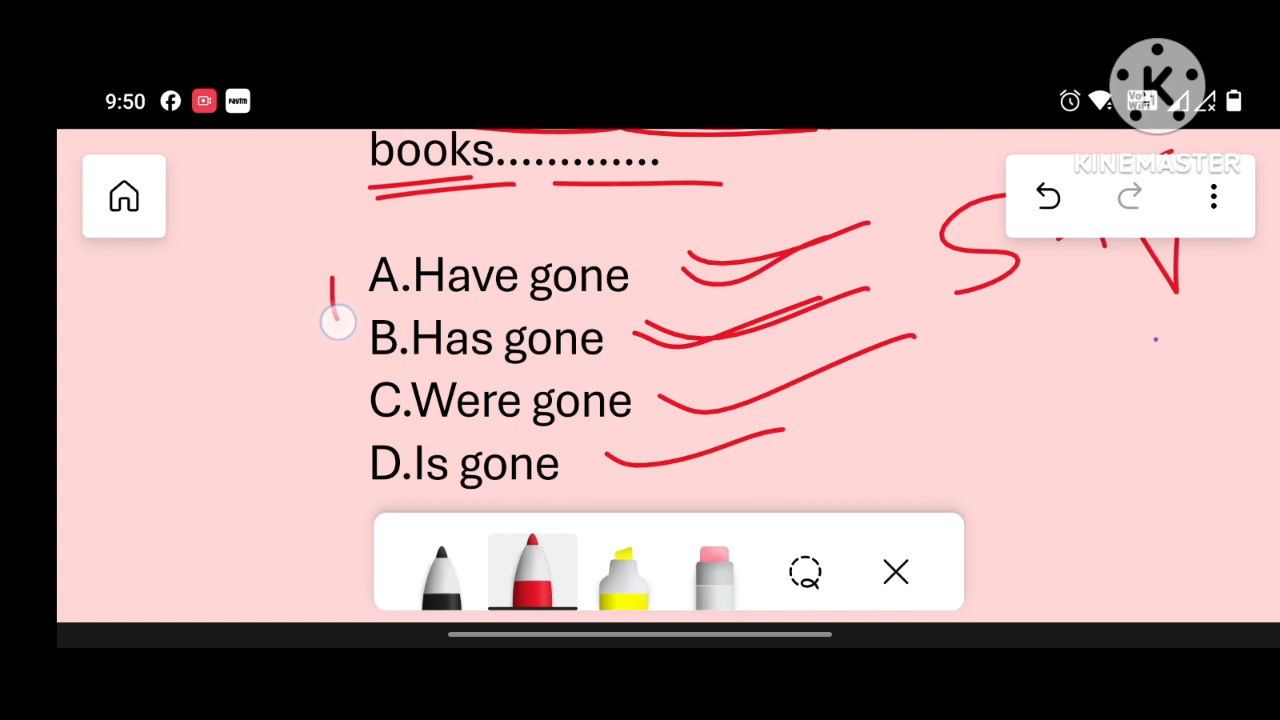 9:50
KINEMASTER
books.............
A.Have gone
B.Has gone
C.Were gone
D.Is gone